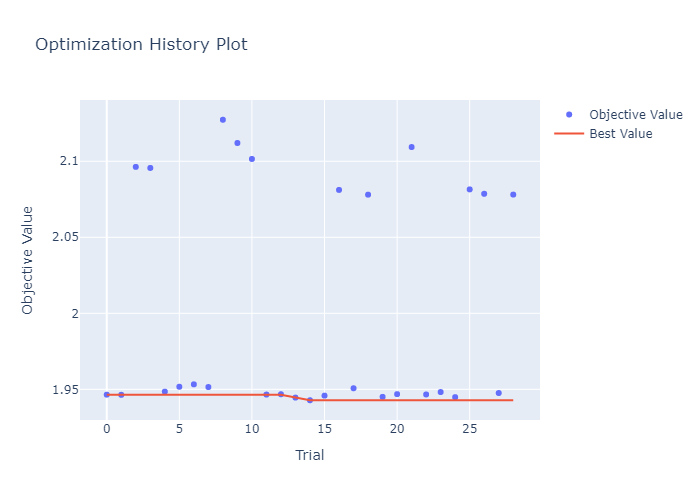 Optimization History Plot
Objective Value
Best Value
2.1
2.05
2
1.95
Objective Value
0 5 10 15 20 25
Trial